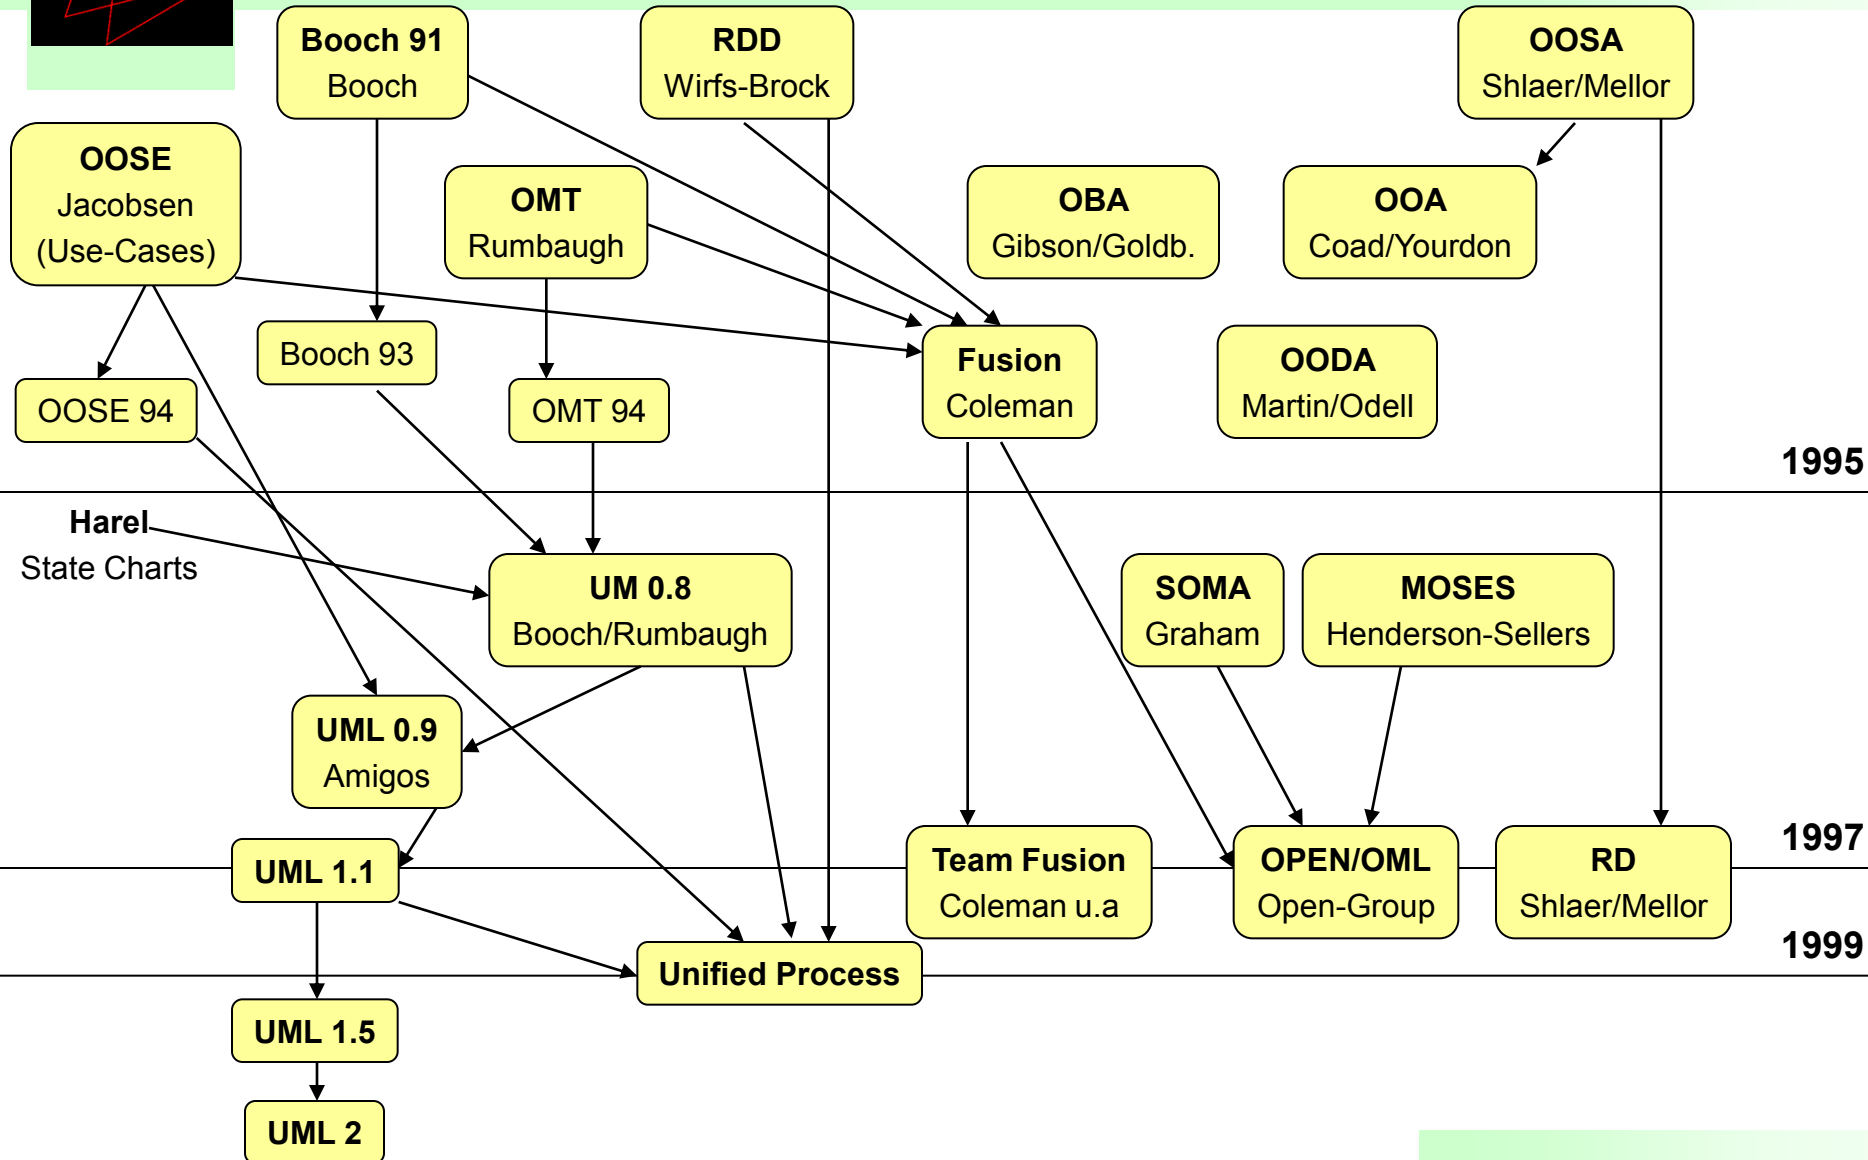 Booch 91
Booch
RDD
Wirfs-Brock
OOSA
Shlaer/Mellor
OOSE
Jacobsen
(Use-Cases)
OMT
Rumbaugh
OBA
Gibson/Goldb.
OOA
Coad/Yourdon
Booch 93
Fusion
Coleman
OODA
Martin/Odell
OOSE 94
OMT 94
1995
Harel
State Charts
UM 0.8
Booch/Rumbaugh
SOMA
Graham
MOSES
Henderson-Sellers
UML 0.9
Amigos
1997
UML 1.1
Team Fusion
Coleman u.a
OPEN/OML
Open-Group
RD
Shlaer/Mellor
1999
Unified Process
UML 1.5
UML 2